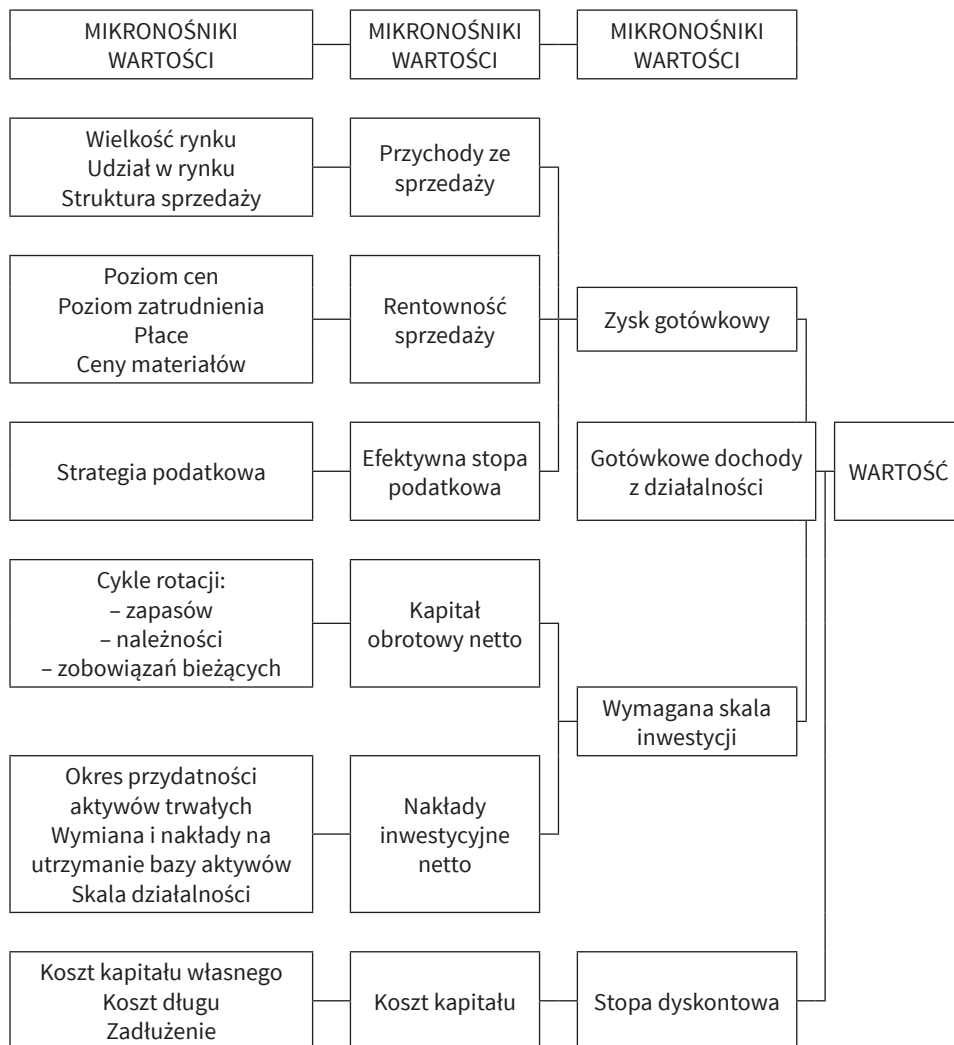 MIKRONOŚNIKI
WARTOŚCI
MIKRONOŚNIKI
WARTOŚCI
MIKRONOŚNIKI
WARTOŚCI
Wielkość rynku
Udział w rynku
Struktura sprzedaży
Przychody ze
sprzedaży
Poziom cen
Poziom zatrudnienia
Płace
Ceny materiałów
Rentowność
sprzedaży
Zysk gotówkowy
Strategia podatkowa
Efektywna stopa
podatkowa
Gotówkowe dochody
z działalności
WARTOŚĆ
Cykle rotacji:
– zapasów
– należności
– zobowiązań bieżących
Kapitał
obrotowy netto
Wymagana skala
inwestycji
Okres przydatności
aktywów trwałych
Wymiana i nakłady na
utrzymanie bazy aktywów
Skala działalności
Nakłady
inwestycyjne
netto
Koszt kapitału własnego
Koszt długu
Zadłużenie
Koszt kapitału
Stopa dyskontowa